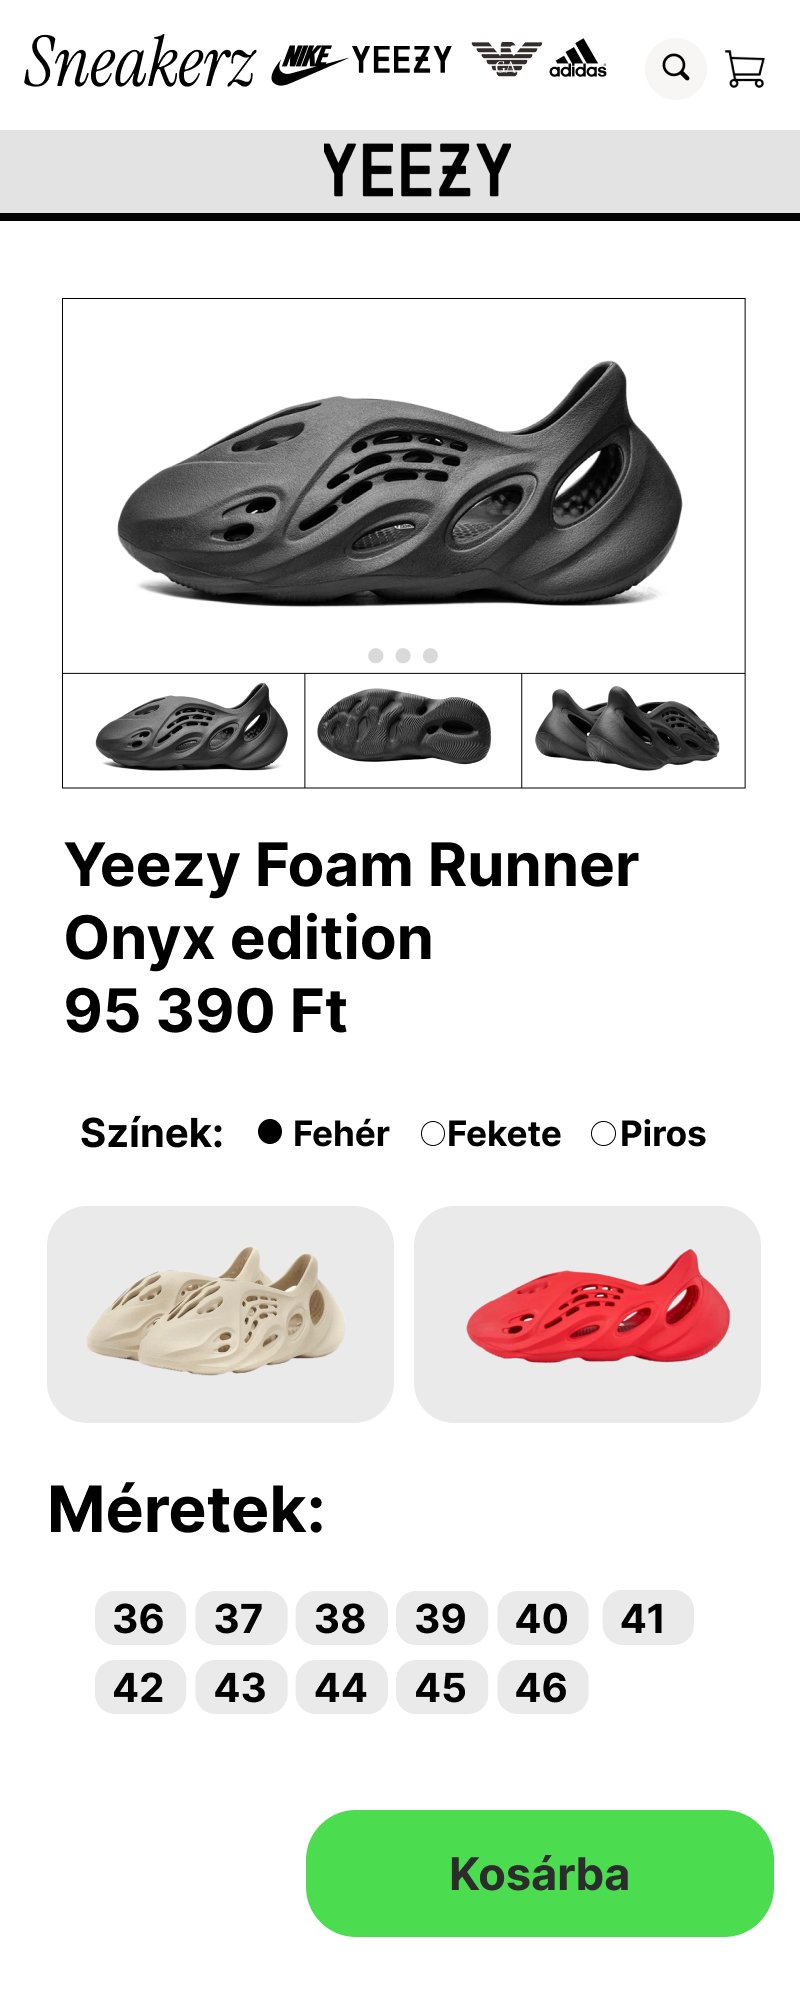 Sneakerz NIKE YEEZY GA adidas
YEEZY
Yeezy Foam Runner
Onyx edition
95 390 Ft
Színek: Fehér Fekete Piros
Méretek:
36 37 38 39 40 41
42 43 44 45 46
Kosárba